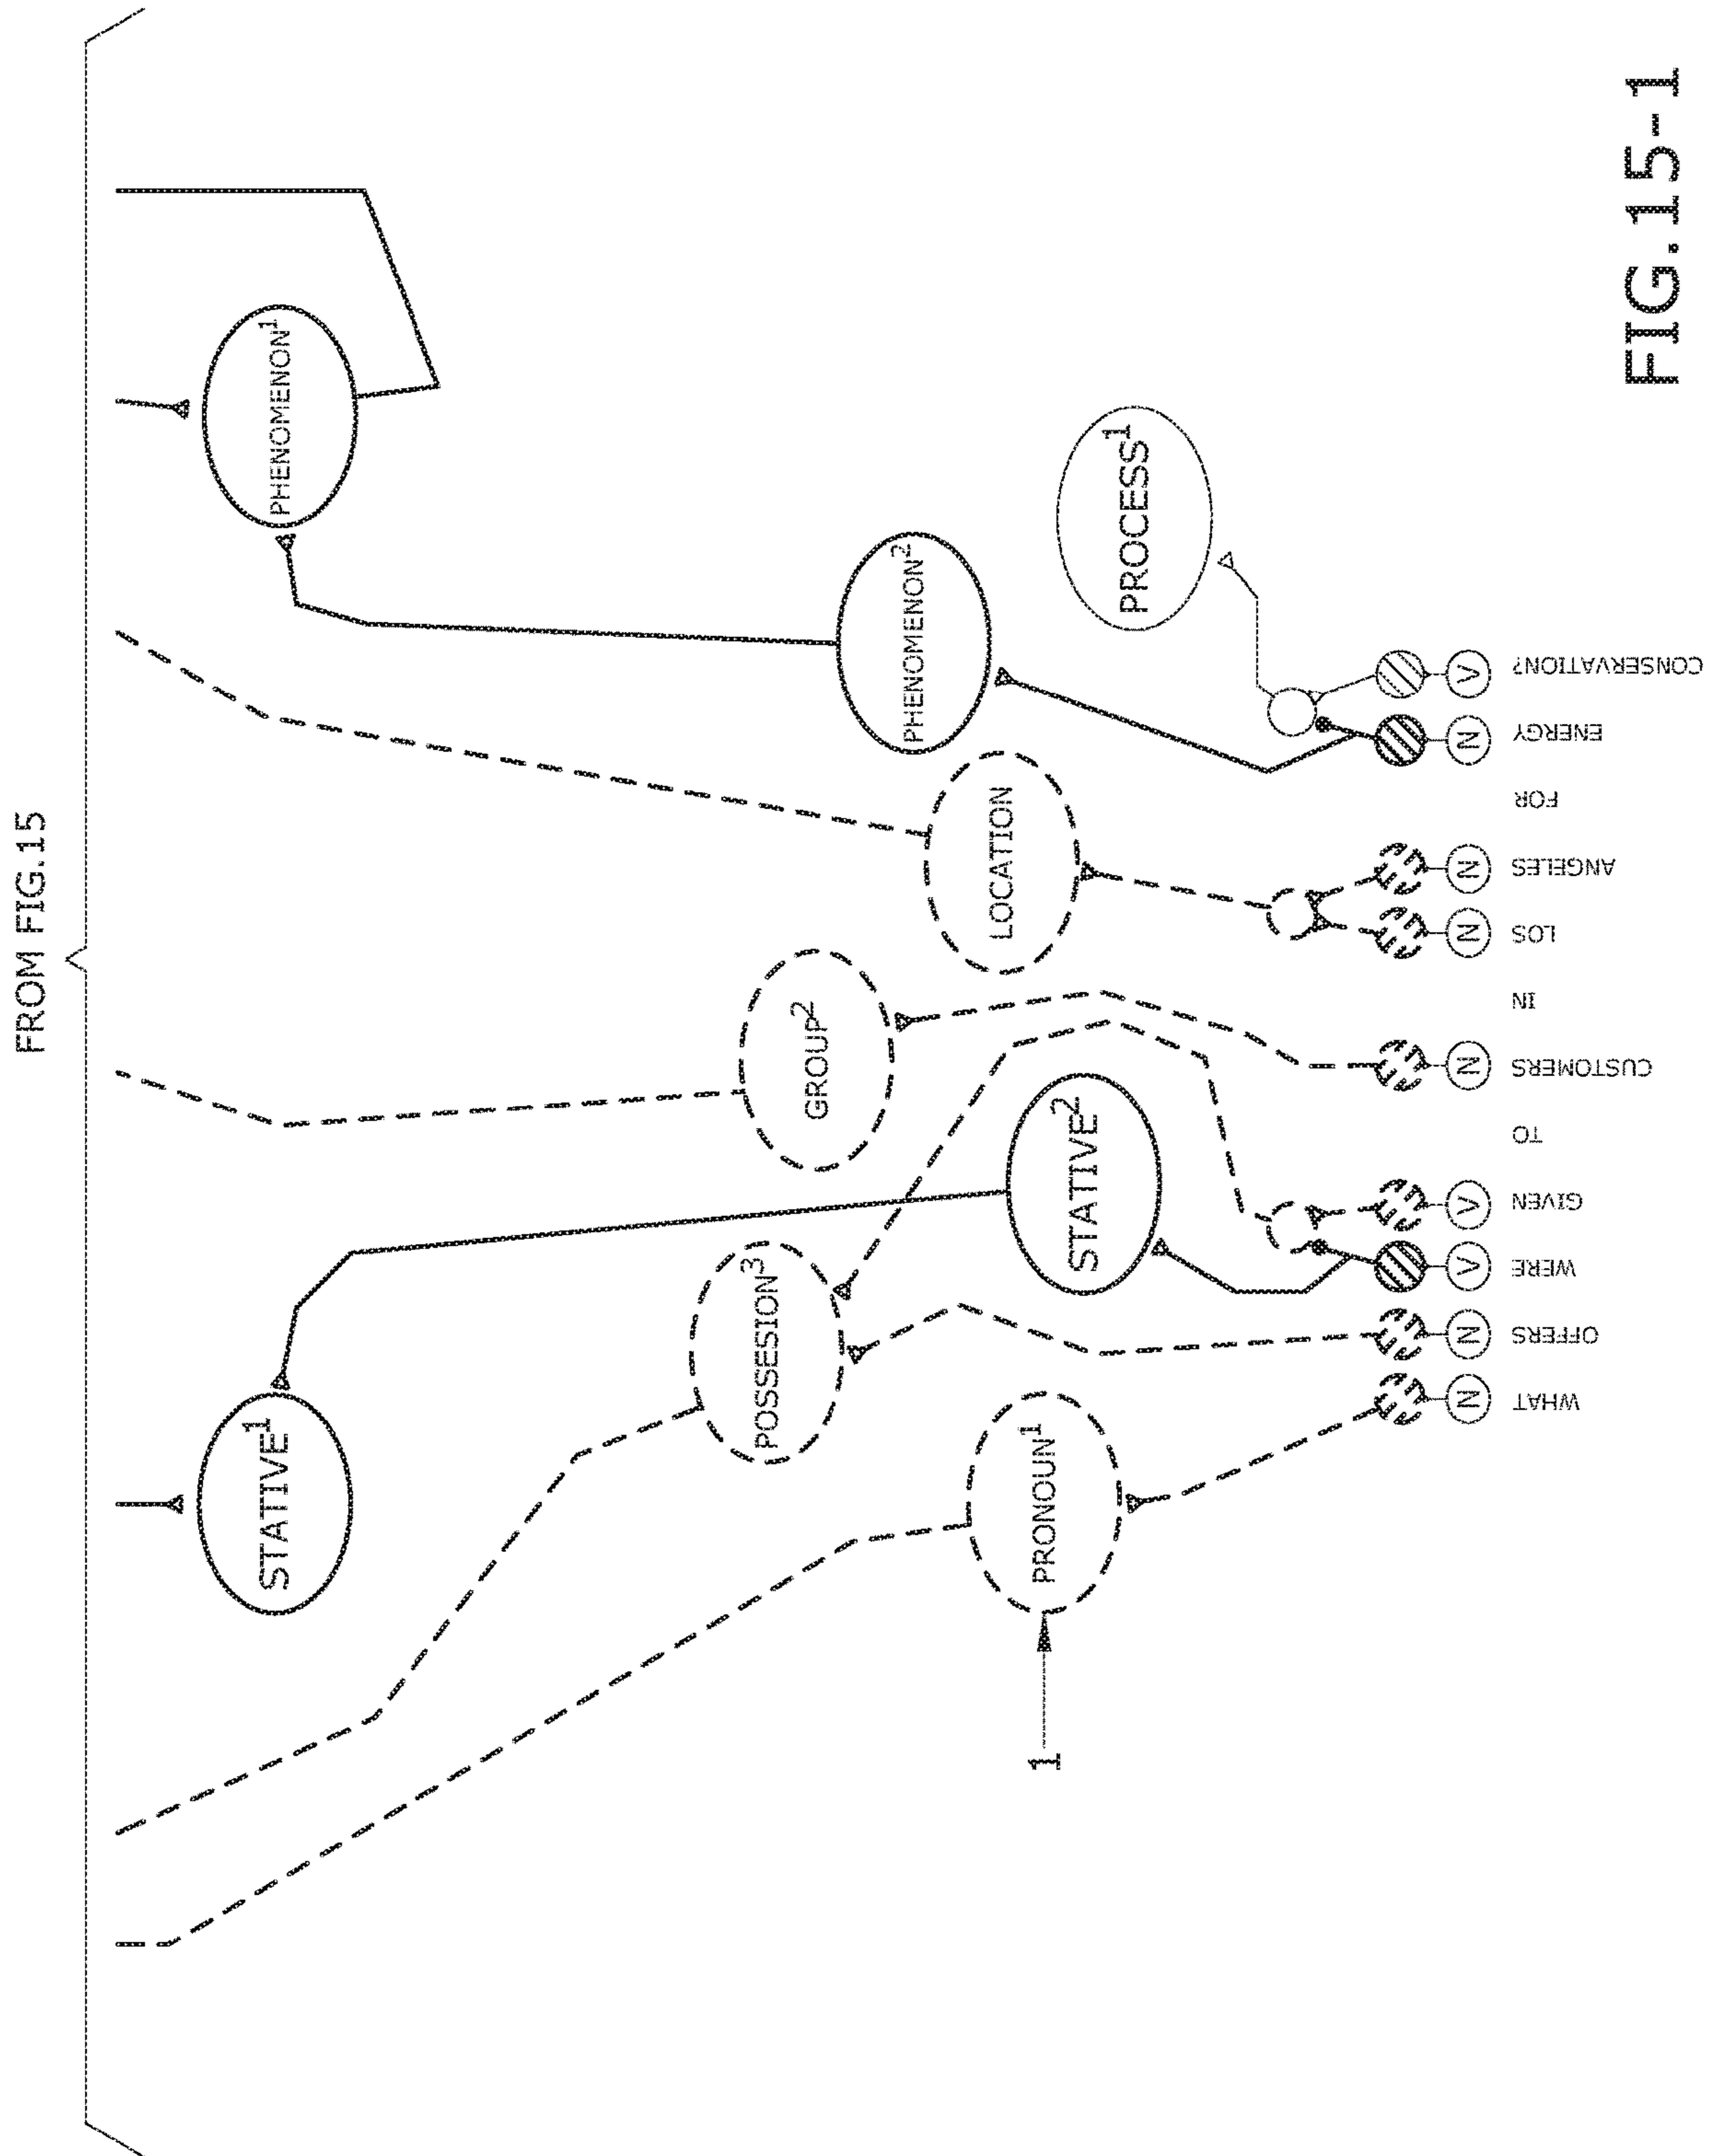 FROM FIG.15
STATIVE1
PHENOMENON1
POSSESION3
GROUP2
PHENOMENON2
LOCATION
PRONOUN1
1
STATIVE2
PROCESS1
N N V V N N N N N V
WHAT OFFERS WERE GIVEN TO CUSTOMERS IN LOS ANGELES FOR ENERGY CONSERVATION?
FIG.15-1